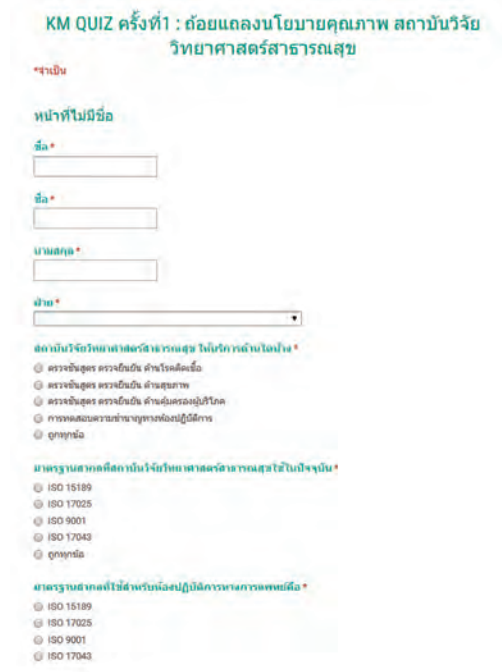 KM QUIZ ครั้งที่1 : ถ้อยแถลงนโยบายคุณภาพ สถาบันวิจัย
วิทยาศาสตร์สาธารณสุข
*จำเป็น
หน้าที่ไม่มีชื่อ
ชื่อ *
ชื่อ *
นามสกุล *
ฝ่าย *
สถาบันวิจัยวิทยาศาสตร์สาธารณสุข ให้บริการด้านใดบ้าง *
ตรวจชันสูตร ตรวจยืนยัน ด้านโรคติดเชื้อ
ตรวจชันสูตร ตรวจยืนยัน ด้านสุขภาพ
ตรวจชันสูตร ตรวจยืนยัน ด้านคุ้มครองผู้บริโภค
การทดสอบความชำนาญทางห้องปฏิบัติการ
ถูกทุกข้อ
มาตรฐานสากลที่สถาบันวิจัยวิทยาศาสตร์สาธารณสุขใช้ในปัจจุบัน *
ISO 15189
ISO 17025
ISO 9001
ISO 17043
ถูกทุกข้อ
มาตรฐานสากลที่ใช้สำหรับห้องปฏิบัติการทางการแพทย์คือ *
ISO 15189
ISO 17025
ISO 9001
ISO 17043